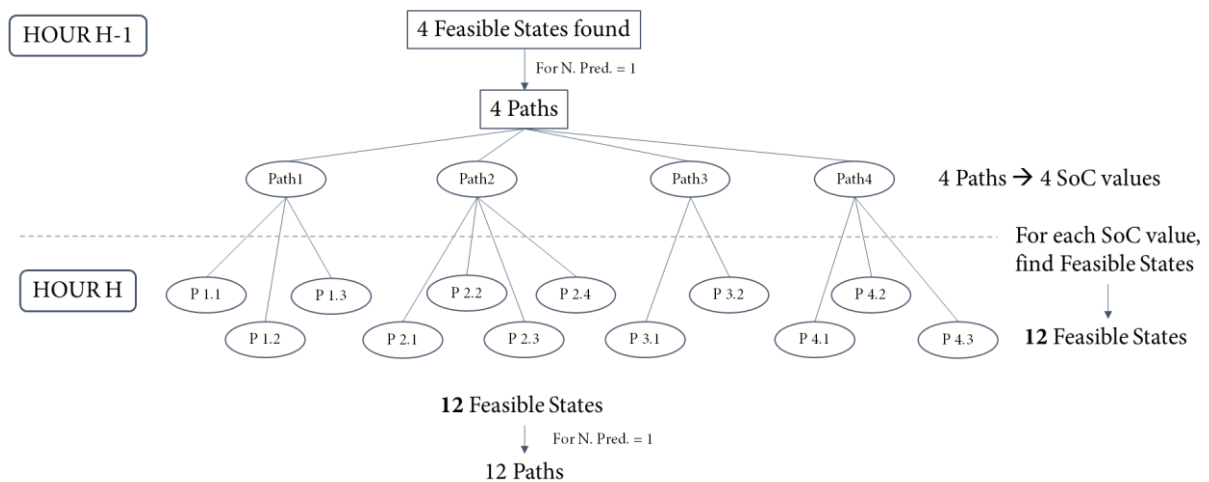 HOUR H-1
4 Feasible States found
For N. Pred. = 1
4 Paths
Path1
Path2
Path3
Path4
4 Paths → 4 SoC values
For each SoC value,
find Feasible States
HOUR H
P 1.1
P 1.3
P 2.2
P 2.4
P 3.2
P 4.2
P 1.2
P 2.1
P 2.3
P 3.1
P 4.1
P 4.3
12 Feasible States
12 Feasible States
For N. Pred. = 1
12 Paths